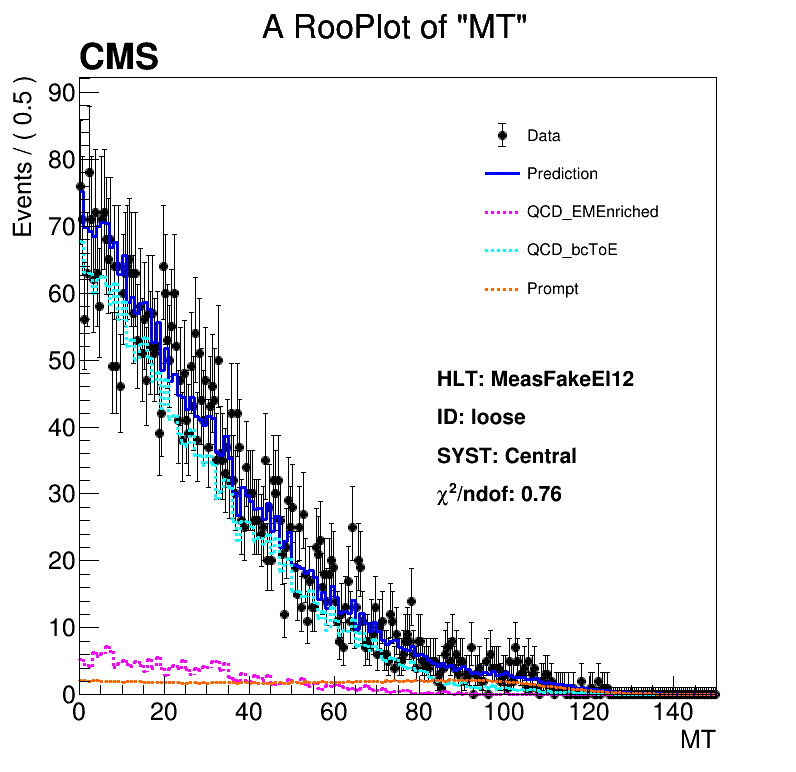 A RooPlot of "MT"
CMS
Events / ( 0.5 )
90
80
70
60
50
40
30
20
10
0
Data
Prediction
QCD_EMEnriched
QCD_bcToE
Prompt
HLT: MeasFakeEl12
ID: loose
SYST: Central
χ²/ndof: 0.76
0 20 40 60 80 100 120 140
MT